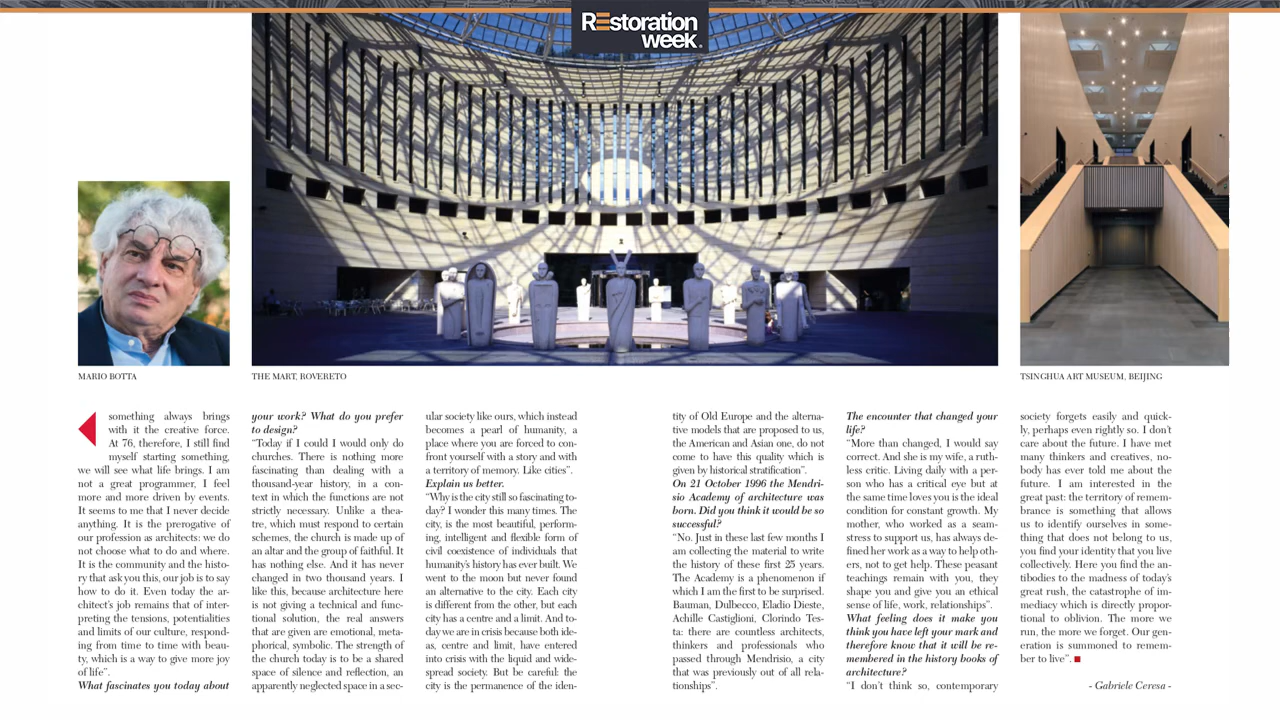 REstoration
week®
MARIO BOTTA
THE MART, ROVERETO
TSINGHUA ART MUSEUM, BEIJING
something always brings
with it the creative force.
At 76, therefore, I still find
myself starting something,
we will see what life brings. I am
not a great programmer, I feel
more and more driven by events.
It seems to me that I never decide
anything. It is the prerogative of
our profession as architects: we do
not choose what to do and where.
It is the community and the histo-
ry that ask you this, our job is to say
how to do it. Even today the ar-
chitect's job remains that of inter-
preting the tensions, potentialities
and limits of our culture, respond-
ing from time to time with beau-
ty, which is a way to give more joy
of life”.
What fascinates you today about
your work? What do you prefer
to design?
“Today if I could I would only do
churches. There is nothing more
fascinating than dealing with a
thousand-year history, in a con-
text in which the functions are not
strictly necessary. Unlike a thea-
tre, which must respond to certain
schemes, the church is made up of
an altar and the group of faithful. It
has nothing else. And it has never
changed in two thousand years. I
like this, because architecture here
is not giving a technical and func-
tional solution, the real answers
that are given are emotional, meta-
phorical, symbolic. The strength of
the church today is to be a shared
space of silence and reflection, an
apparently neglected space in a sec-
ular society like ours, which instead
becomes a pearl of humanity, a
place where you are forced to con-
front yourself with a story and with
a territory of memory. Like cities”.
Explain us better.
“Why is the city still so fascinating to-
day? I wonder this many times. The
city, is the most beautiful, perform-
ing, intelligent and flexible form of
civil coexistence of individuals that
humanity's history has ever built. We
went to the moon but never found
an alternative to the city. Each city
is different from the other, but each
city has a centre and a limit. And to-
day we are in crisis because both ide-
as, centre and limit, have entered
into crisis with the liquid and wide-
spread society. But be careful: the
city is the permanence of the iden-
tity of Old Europe and the alterna-
tive models that are proposed to us,
the American and Asian one, do not
come to have this quality which is
given by historical stratification”.
On 21 October 1996 the Mendri-
sio Academy of architecture was
born. Did you think it would be so
successful?
“No. Just in these last few months I
am collecting the material to write
the history of these first 25 years.
The Academy is a phenomenon if
which I am the first to be surprised.
Bauman, Dulbecco, Eladio Dieste,
Achille Castiglioni, Clorindo Tes-
ta: there are countless architects,
thinkers and professionals who
passed through Mendrisio, a city
that was previously out of all rela-
tionships”.
The encounter that changed your
life?
“More than changed, I would say
correct. And she is my wife, a ruth-
less critic. Living daily with a per-
son who has a critical eye but at
the same time loves you is the ideal
condition for constant growth. My
mother, who worked as a seam-
stress to support us, has always de-
fined her work as a way to help oth-
ers, not to get help. These peasant
teachings remain with you, they
shape you and give you an ethical
sense of life, work, relationships”.
What feeling does it make you
think you have left your mark and
therefore know that it will be re-
membered in the history books of
architecture?
“I don't think so, contemporary
society forgets easily and quick-
ly, perhaps even rightly so. I don't
care about the future. I have met
many thinkers and creatives, no-
body has ever told me about the
future. I am interested in the
great past: the territory of remem-
brance is something that allows
us to identify ourselves in some-
thing that does not belong to us,
you find your identity that you live
collectively. Here you find the an-
tibodies to the madness of today's
great rush, the catastrophe of im-
mediacy which is directly propor-
tional to oblivion. The more we
run, the more we forget. Our gen-
eration is summoned to remem-
ber to live”.
- Gabriele Ceresa -